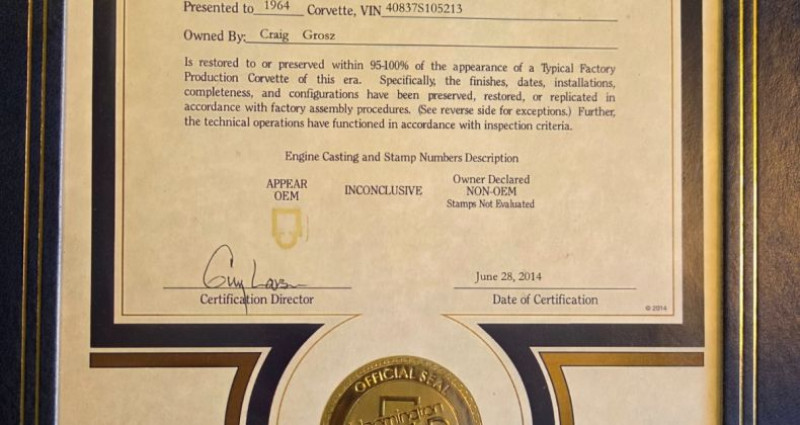 Presented to 1964 Corvette, VIN 40837S105213
Owned By: Craig Grosz
Is restored to or preserved within 95-100% of the appearance of a Typical Factory
Production Corvette of this era. Specifically, the finishes, dates, installations,
completeness, and configurations have been preserved, restored, or replicated in
accordance with factory assembly procedures. (See reverse side for exceptions.) Further,
the technical operations have functioned in accordance with inspection criteria.
Engine Casting and Stamp Numbers Description
APPEAR
OEM
INCONCLUSIVE
Owner Declared
NON-OEM
Stamps Not Evaluated
Guy Larsen
Certification Director
June 28, 2014
Date of Certification
© 2014
OFFICIAL SEAL
Bloomington